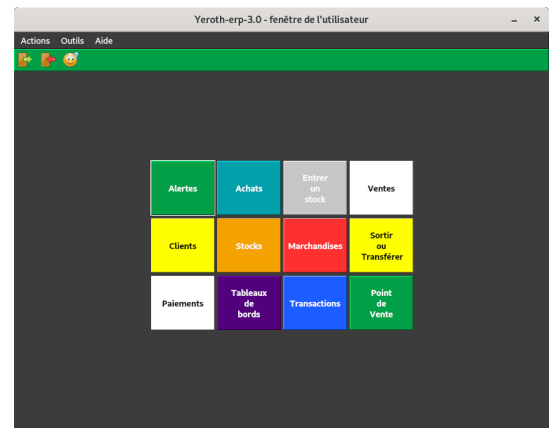 Yeroth-erp-3.0 - fenêtre de l'utilisateur
Actions Outils Aide
Alertes
Achats
Entrer
un
stock
Ventes
Clients
Stocks
Marchandises
Sortir
ou
Transférer
Paiements
Tableaux
de
bords
Transactions
Point
de
Vente